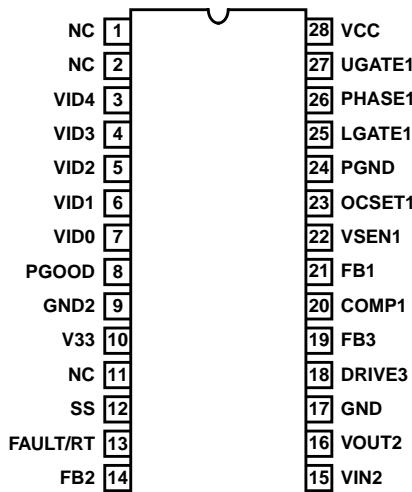 NC 1 28 VCC
NC 2 27 UGATE1
VID4 3 26 PHASE1
VID3 4 25 LGATE1
VID2 5 24 PGND
VID1 6 23 OCSET1
VID0 7 22 VSEN1
PGOOD 8 21 FB1
GND2 9 20 COMP1
V33 10 19 FB3
NC 11 18 DRIVE3
SS 12 17 GND
FAULT/RT 13 16 VOUT2
FB2 14 15 VIN2